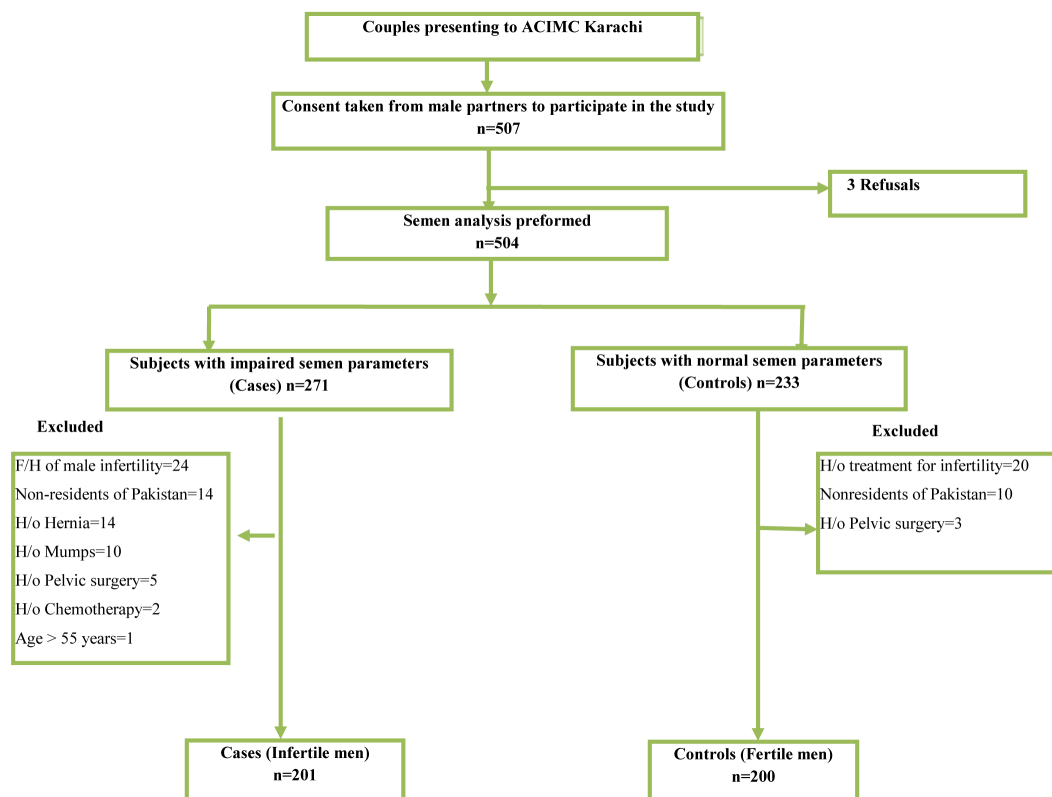 Couples presenting to ACIMC Karachi
Consent taken from male partners to participate in the study
n=507
3 Refusals
Semen analysis preformed
n=504
Subjects with impaired semen parameters
(Cases) n=271
Subjects with normal semen parameters
(Controls) n=233
Excluded
F/H of male infertility=24
Non-residents of Pakistan=14
H/o Hernia=14
H/o Mumps=10
H/o Pelvic surgery=5
H/o Chemotherapy=2
Age > 55 years=1
Excluded
H/o treatment for infertility=20
Nonresidents of Pakistan=10
H/o Pelvic surgery=3
Cases (Infertile men)
n=201
Controls (Fertile men)
n=200